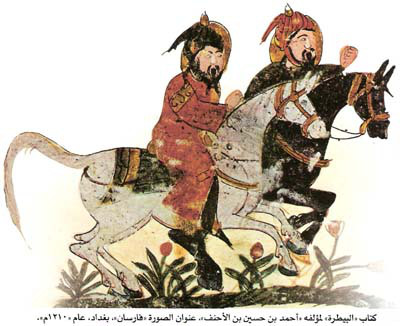 كتاب «البيطرة» لمؤلفه «أحمد بن حسين بن الأحنف»، عنوان الصورة «فارسان»، بغداد، عام «١٢١٠م»،